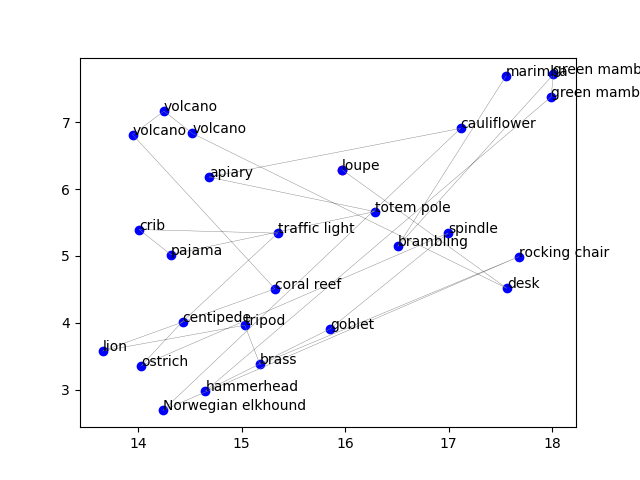 marimba
green mamb
green mamb
volcano
volcano
volcano
cauliflower
apiary
loupe
totem pole
crib
traffic light
spindle
brambling
pajama
rocking chair
coral reef
desk
centipede
tripod
goblet
lion
ostrich
brass
hammerhead
Norwegian elkhound
7
6
5
4
3
14
15
16
17
18